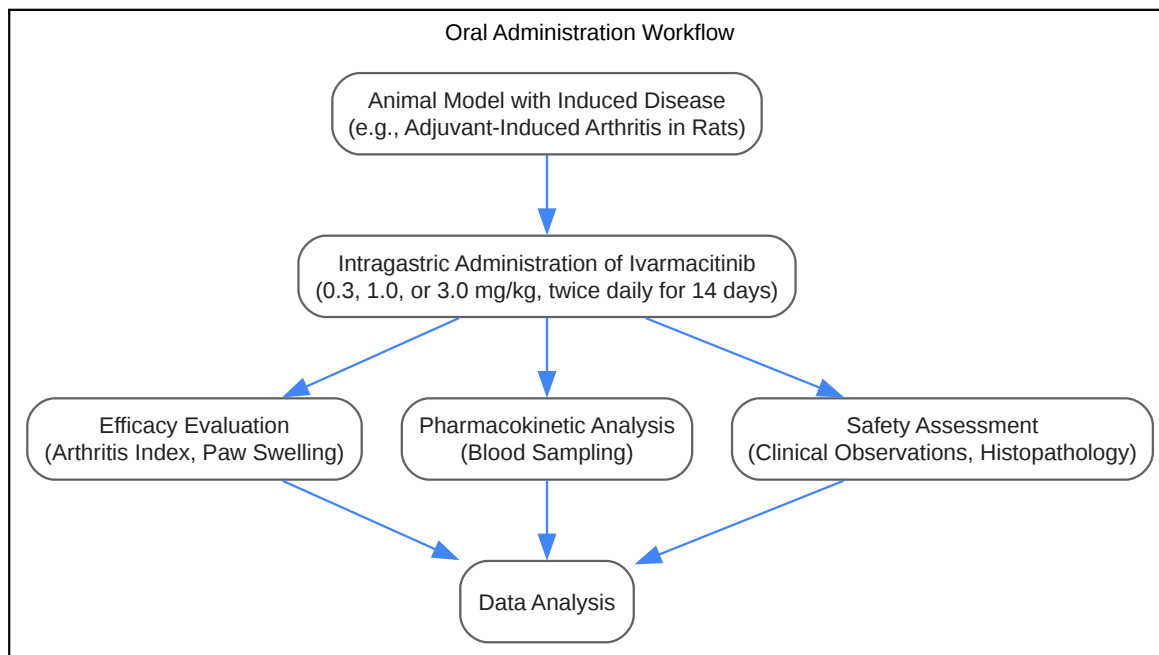 Oral Administration Workflow
Animal Model with Induced Disease
(e.g., Adjuvant-Induced Arthritis in Rats)
Intragastric Administration of Ivarmacitinib
(0.3, 1.0, or 3.0 mg/kg, twice daily for 14 days)
Efficacy Evaluation
(Arthritis Index, Paw Swelling)
Pharmacokinetic Analysis
(Blood Sampling)
Safety Assessment
(Clinical Observations, Histopathology)
Data Analysis